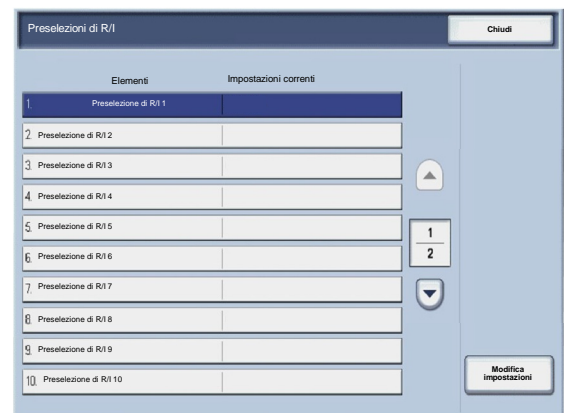 Preselezioni di R/I
Chiudi
Elementi
Impostazioni correnti
1. Preselezione di R/I 1
2. Preselezione di R/I 2
3. Preselezione di R/I 3
4. Preselezione di R/I 4
5. Preselezione di R/I 5
6. Preselezione di R/I 6
7. Preselezione di R/I 7
8. Preselezione di R/I 8
9. Preselezione di R/I 9
10. Preselezione di R/I 10
1
2
Modifica
impostazioni